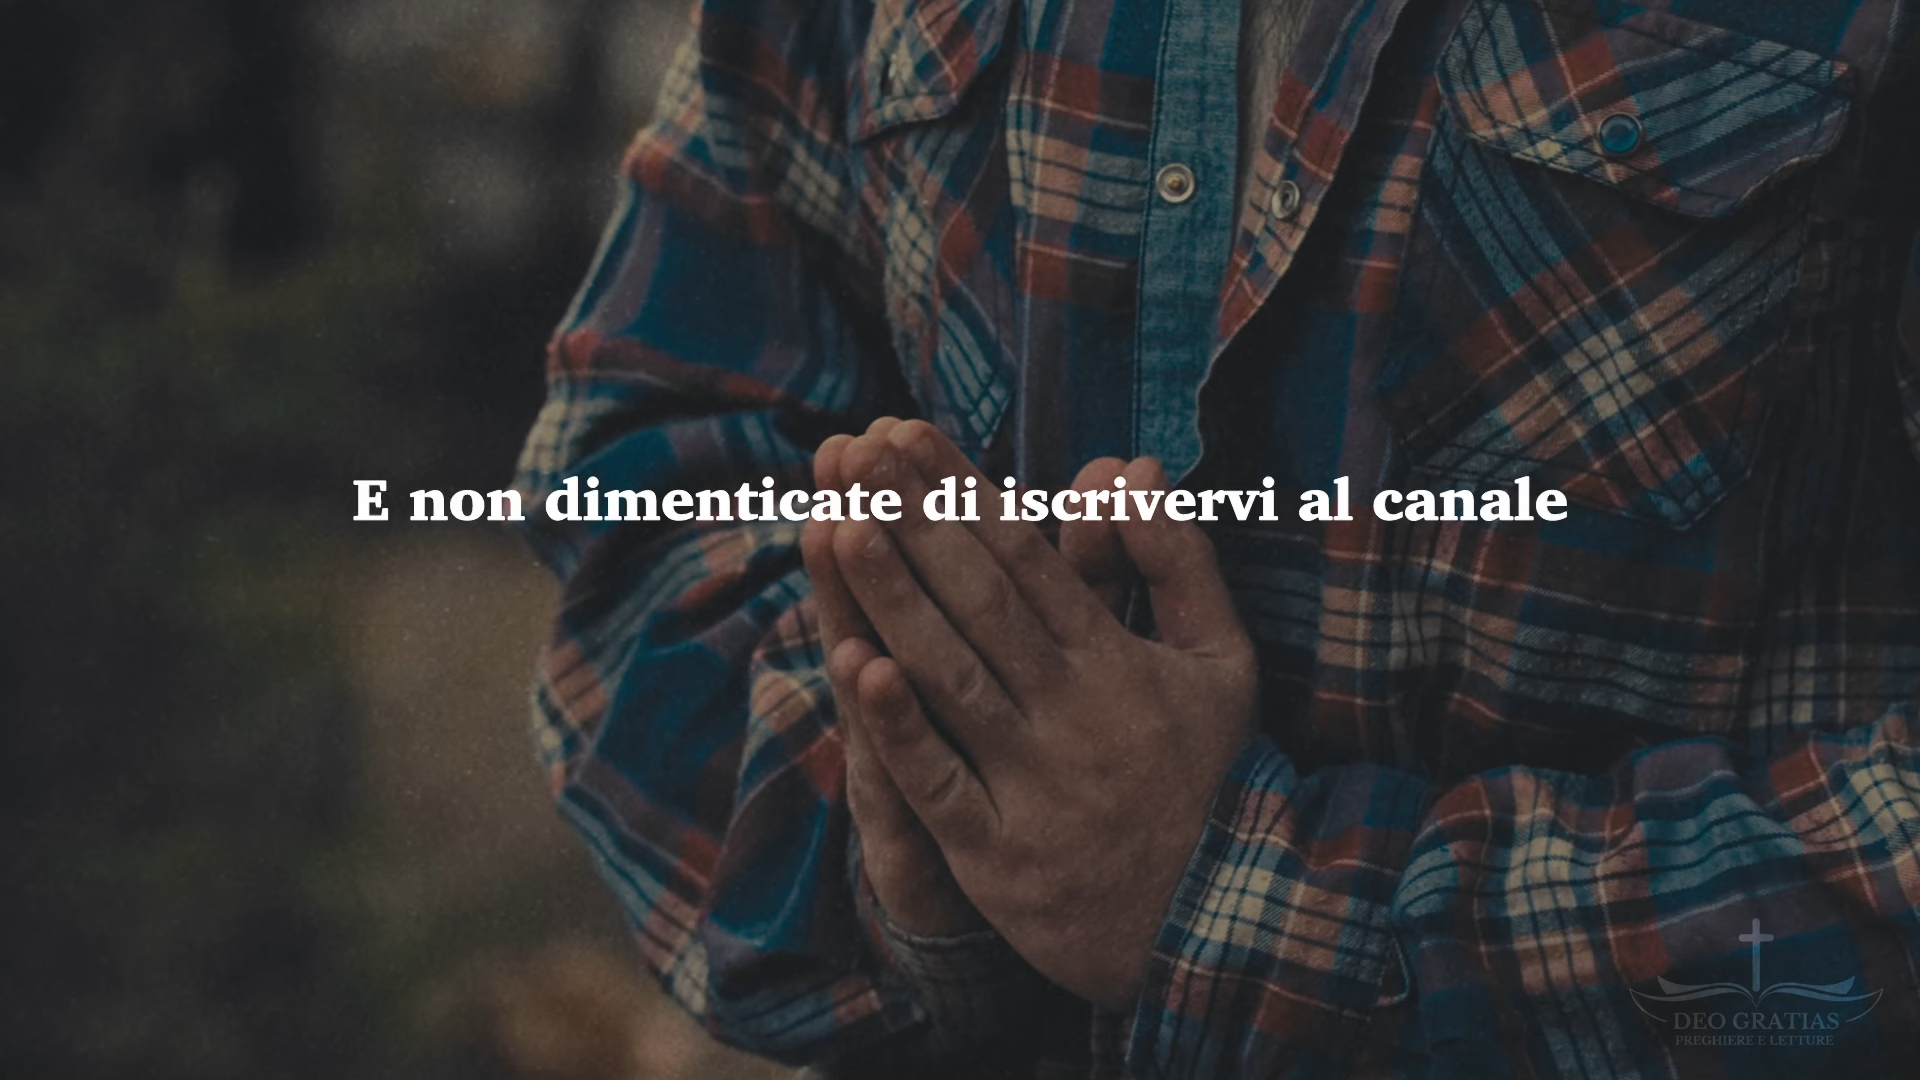 E non dimenticate di iscrivervi al canale
DEO GRATIAS
PREGHIERE E LETTURE